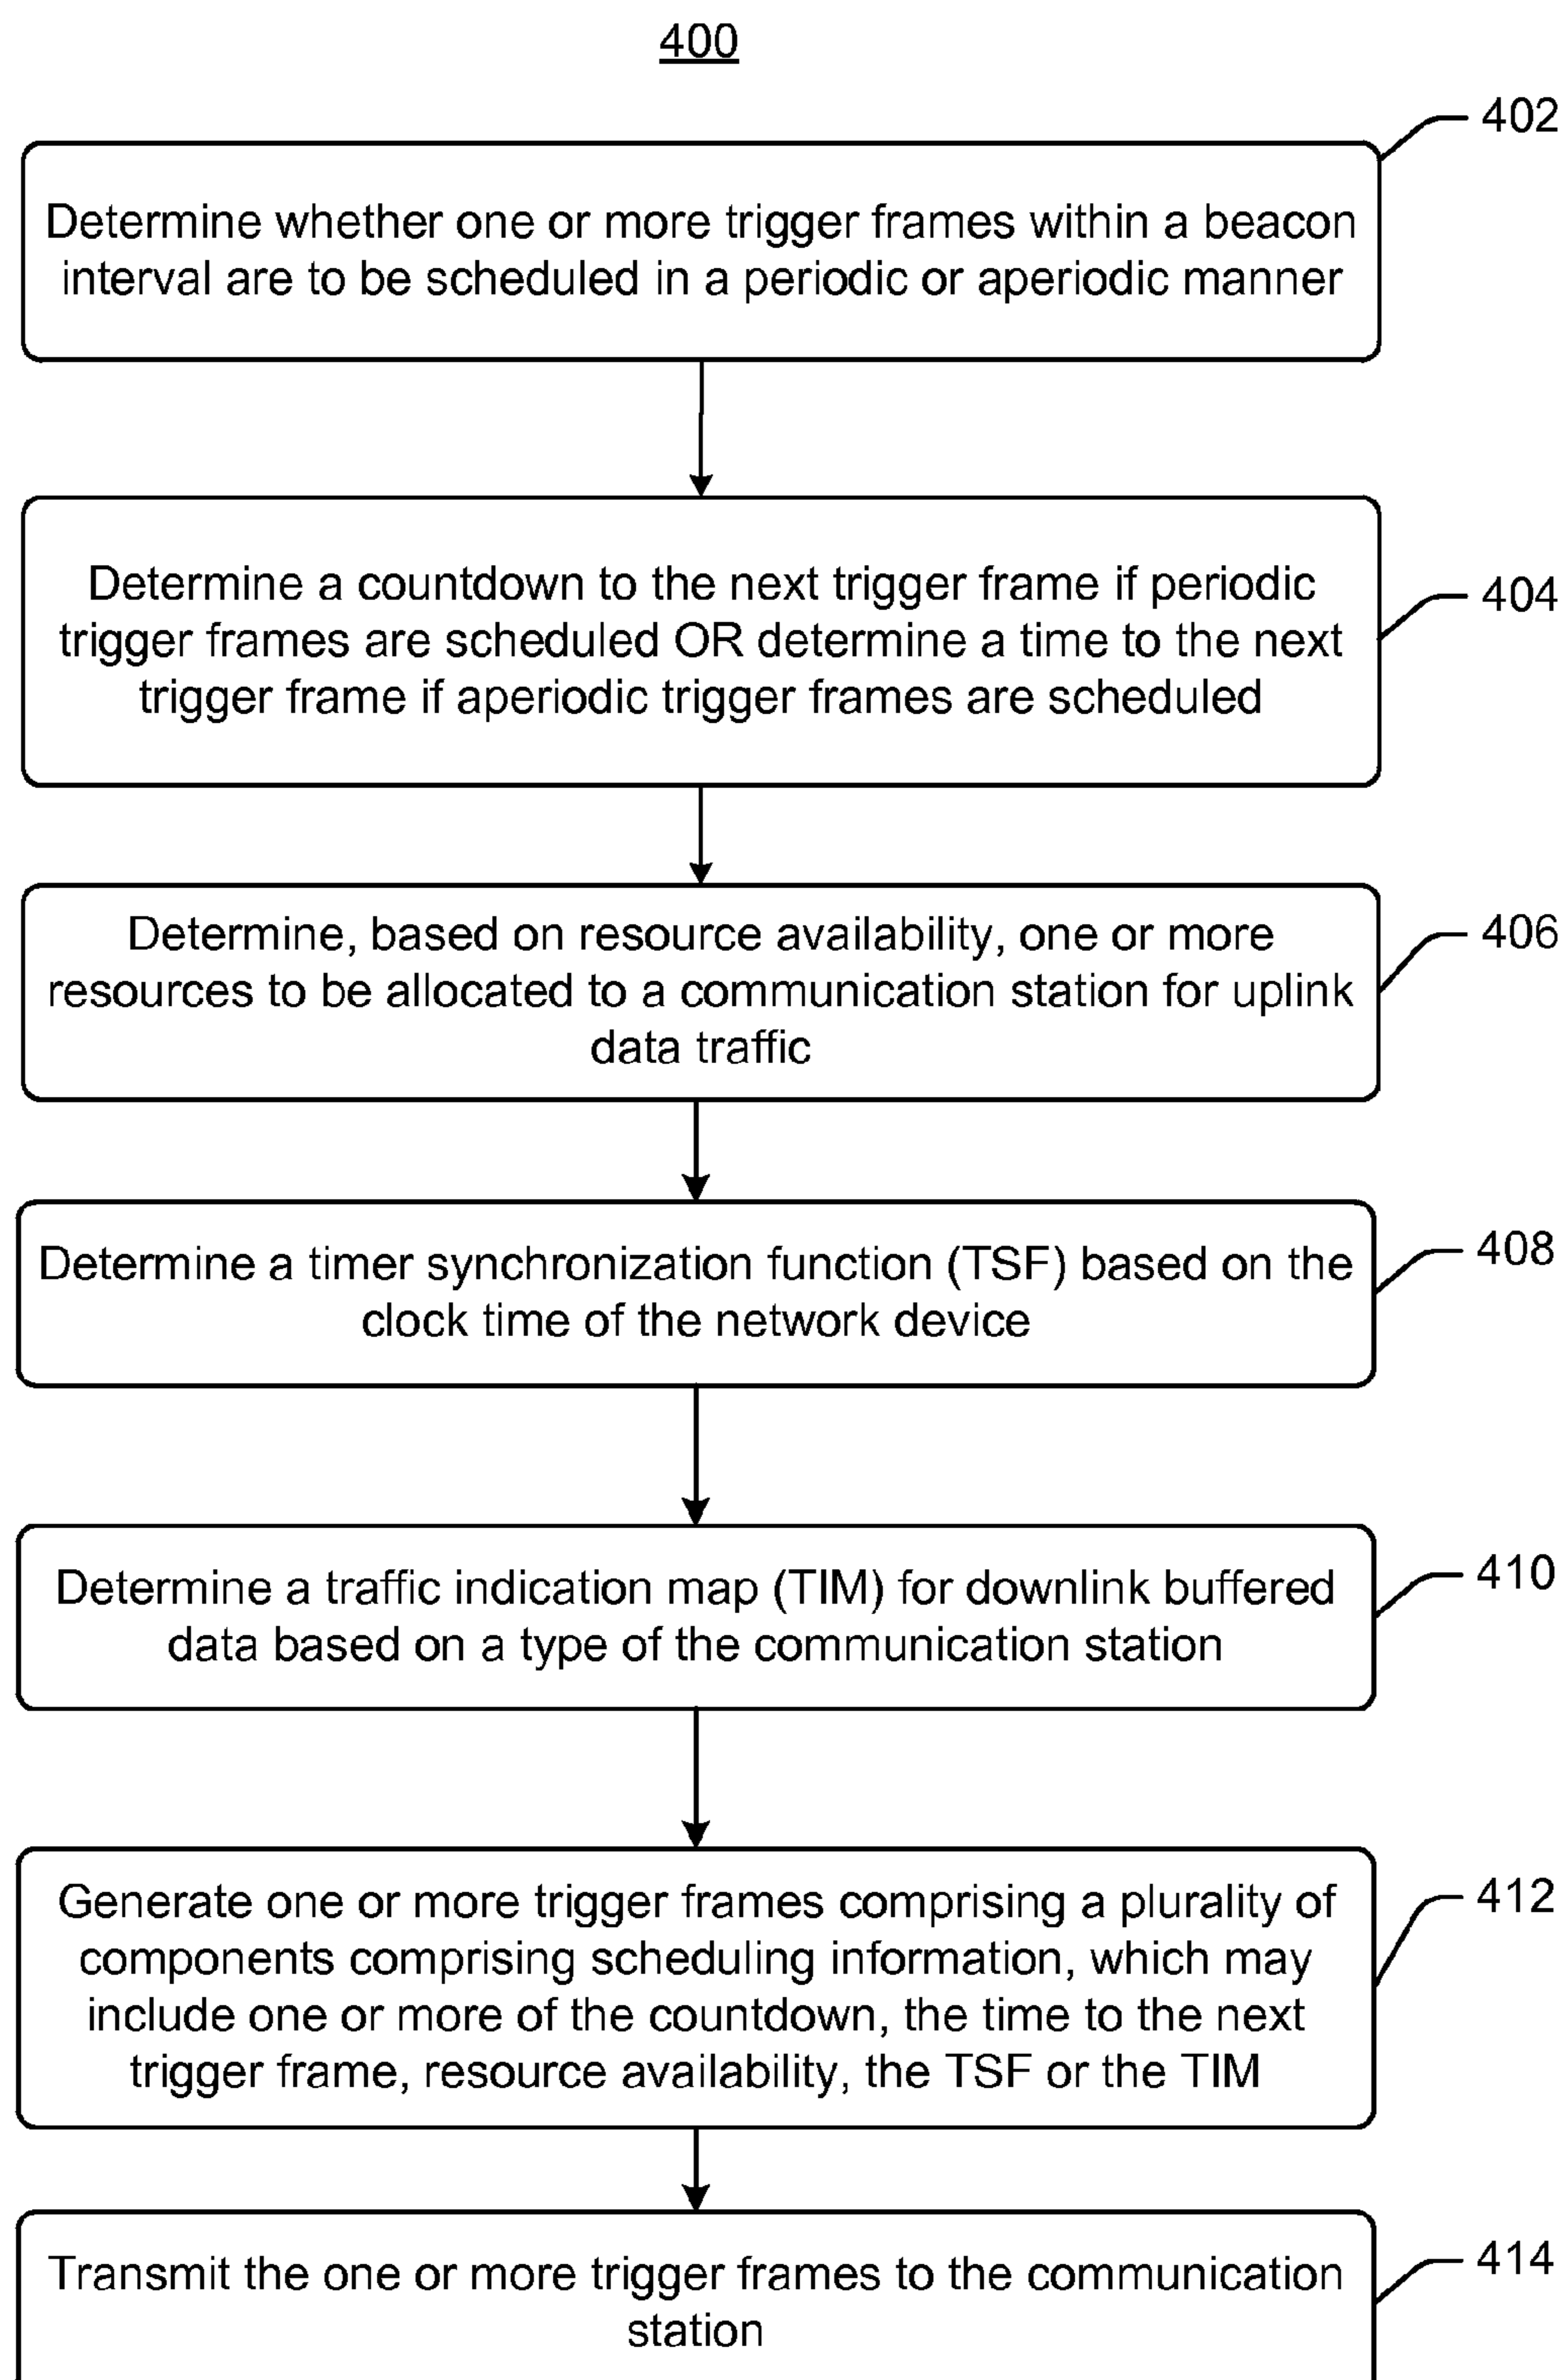 400
402
Determine whether one or more trigger frames within a beacon
interval are to be scheduled in a periodic or aperiodic manner
404
Determine a countdown to the next trigger frame if periodic
trigger frames are scheduled OR determine a time to the next
trigger frame if aperiodic trigger frames are scheduled
406
Determine, based on resource availability, one or more
resources to be allocated to a communication station for uplink
data traffic
408
Determine a timer synchronization function (TSF) based on the
clock time of the network device
410
Determine a traffic indication map (TIM) for downlink buffered
data based on a type of the communication station
412
Generate one or more trigger frames comprising a plurality of
components comprising scheduling information, which may
include one or more of the countdown, the time to the next
trigger frame, resource availability, the TSF or the TIM
414
Transmit the one or more trigger frames to the communication
station